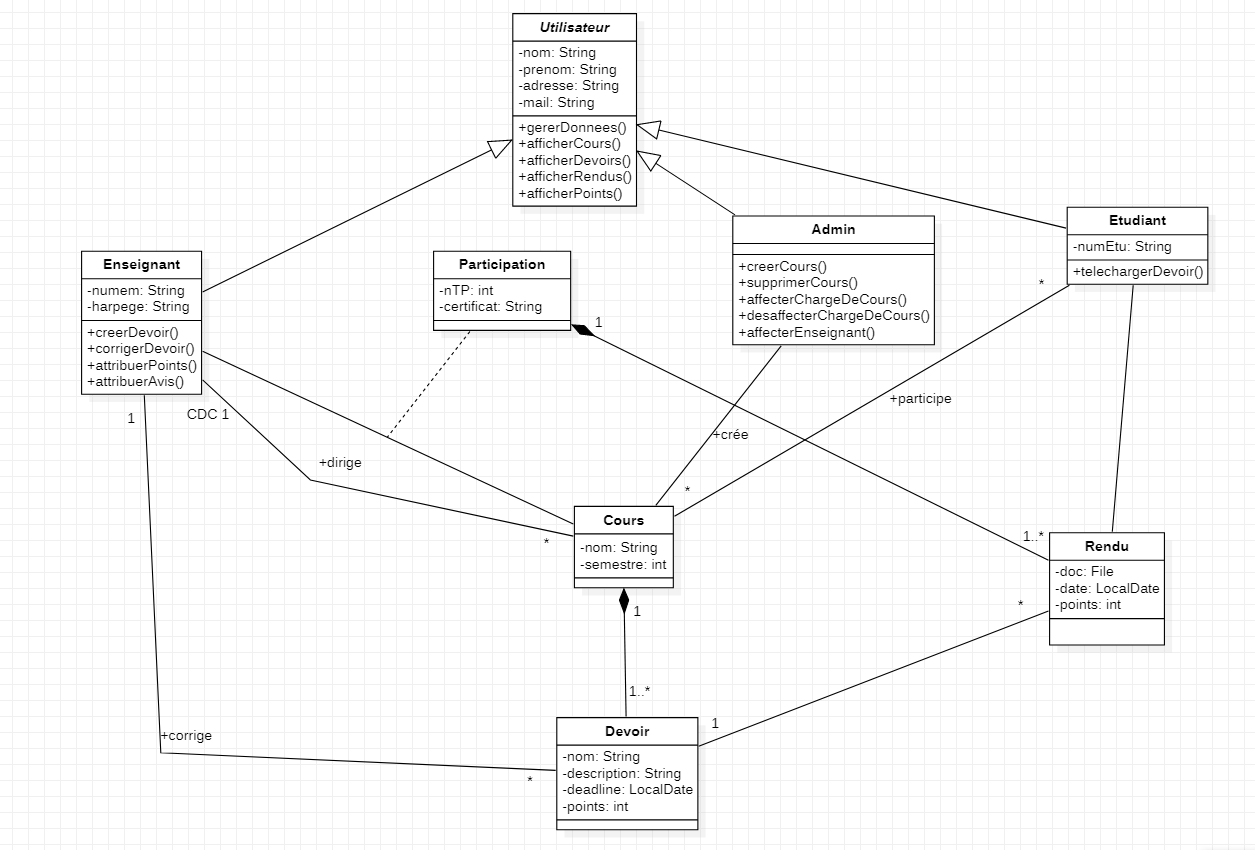 Utilisateur
-nom: String
-prenom: String
-adresse: String
-mail: String
+gererDonnees()
+afficherCours()
+afficherDevoirs()
+afficherRendus()
+afficherPoints()
Enseignant
-numem: String
-harpege: String
+creerDevoir()
+corrigerDevoir()
+attribuerPoints()
+attribuerAvis()
Participation
-nTP: int
-certificat: String
Admin
+creerCours()
+supprimerCours()
+affecterChargeDeCours()
+desaffecterChargeDeCours()
+affecterEnseignant()
Etudiant
-numEtu: String
+telechargerDevoir()
1
*
+participe
1
CDC 1
+crée
+dirige
*
*
Cours
-nom: String
-semestre: int
1
1..*
Rendu
-doc: File
-date: LocalDate
-points: int
*
1..*
1
+corrige
*
Devoir
-nom: String
-description: String
-deadline: LocalDate
-points: int